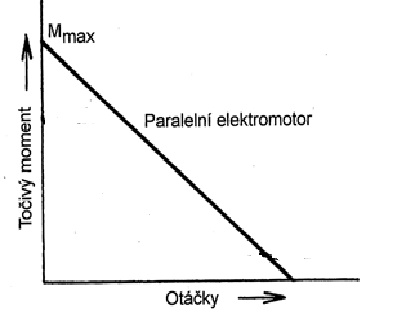 Mmax
Paralelní elektromotor
Točivý moment
Otáčky